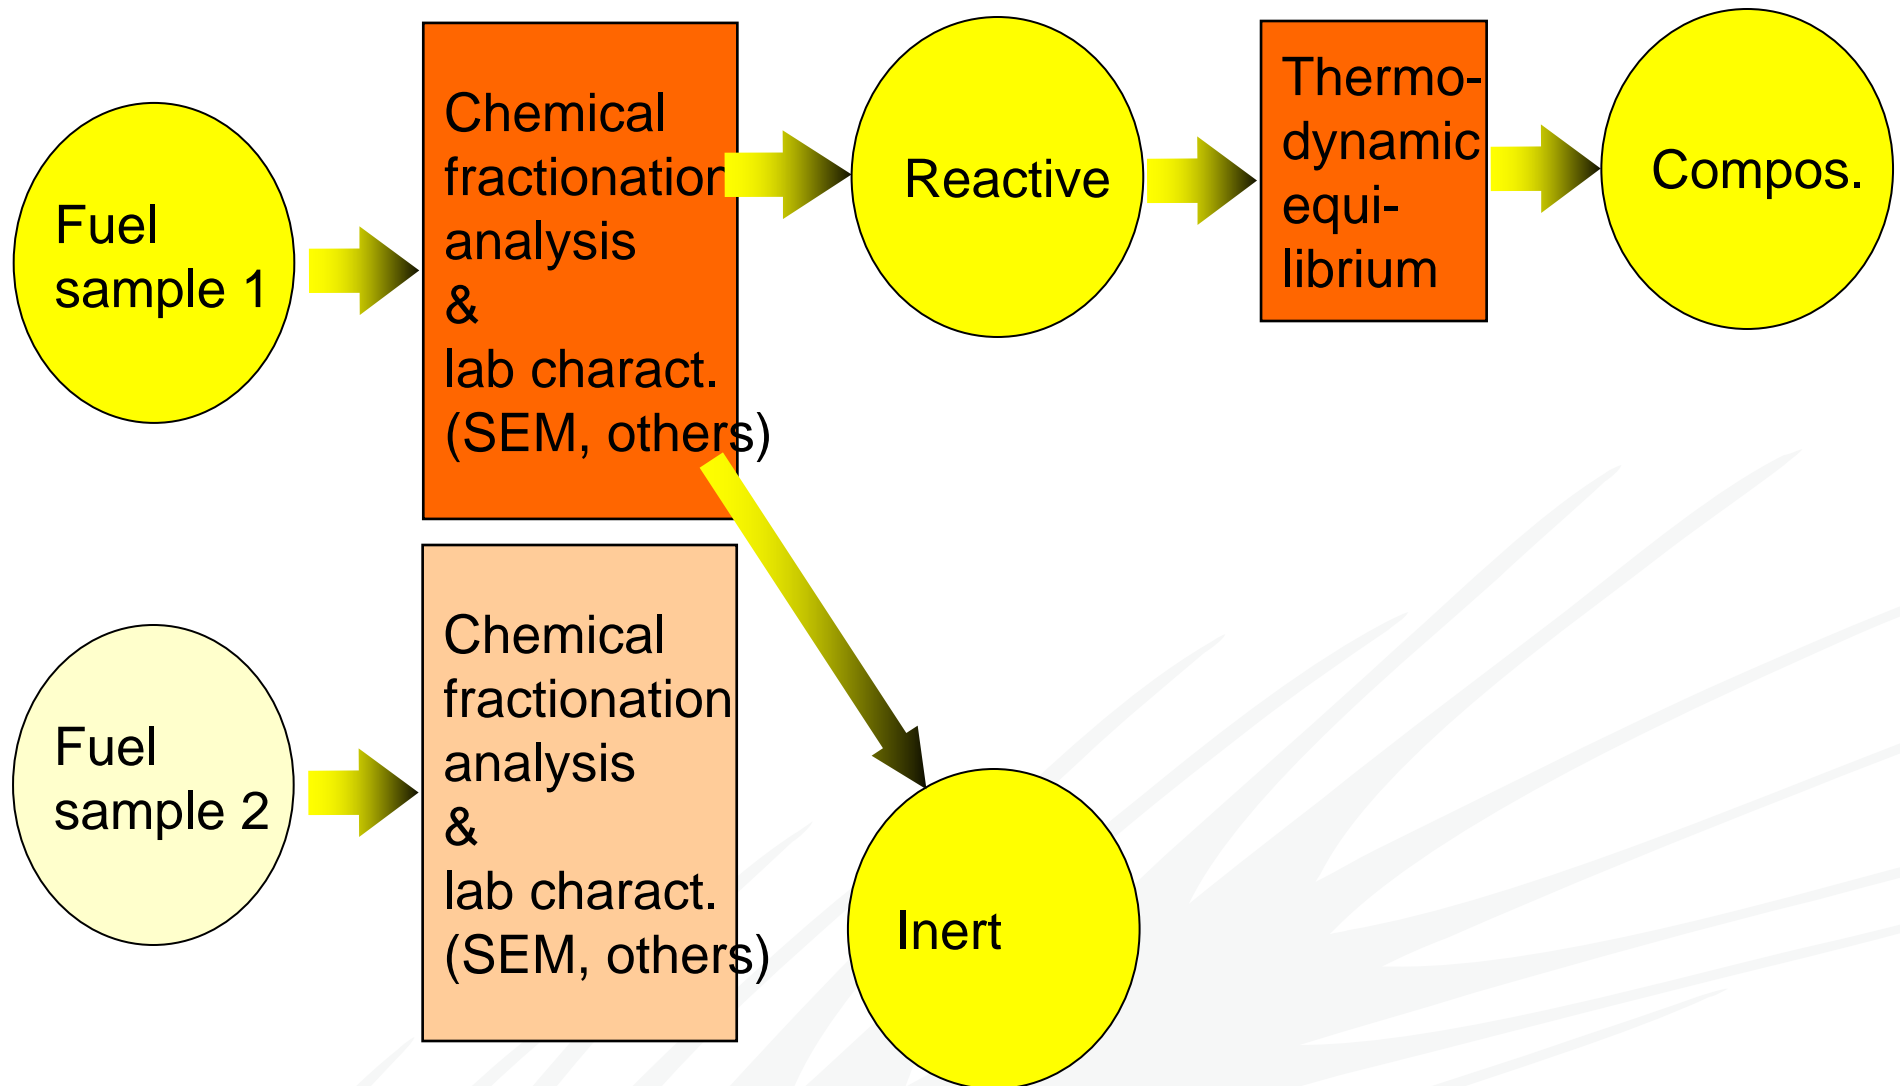 Fuel
sample 1
Chemical
fractionation
analysis
&
lab charact.
(SEM, others)
Reactive
Thermo-
dynamic
equi-
librium
Compos.
Fuel
sample 2
Chemical
fractionation
analysis
&
lab charact.
(SEM, others)
Inert